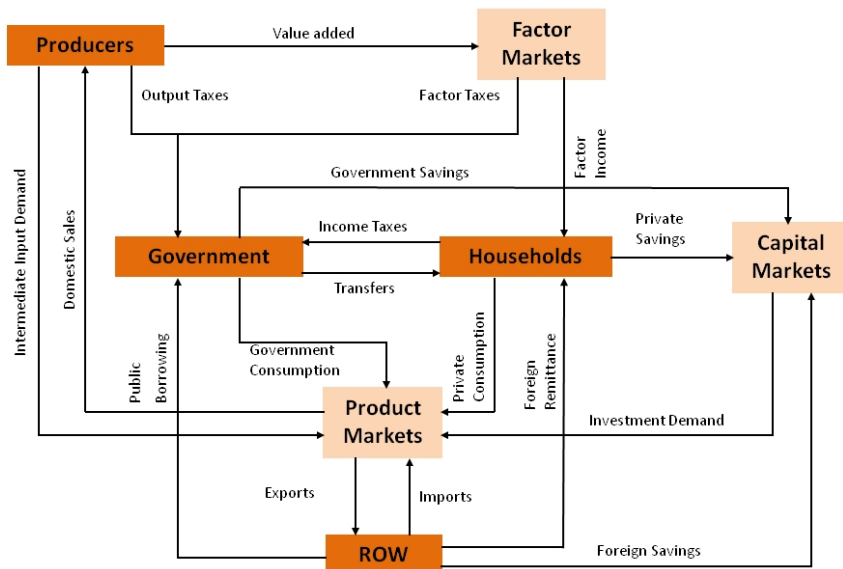 Producers
Value added
Factor
Markets
Output Taxes
Factor Taxes
Factor
Income
Government Savings
Intermediate Input Demand
Domestic Sales
Income Taxes
Private
Savings
Government
Households
Capital
Markets
Transfers
Public
Borrowing
Government
Consumption
Private
Consumption
Foreign
Remittance
Product
Markets
Investment Demand
Exports
Imports
ROW
Foreign Savings